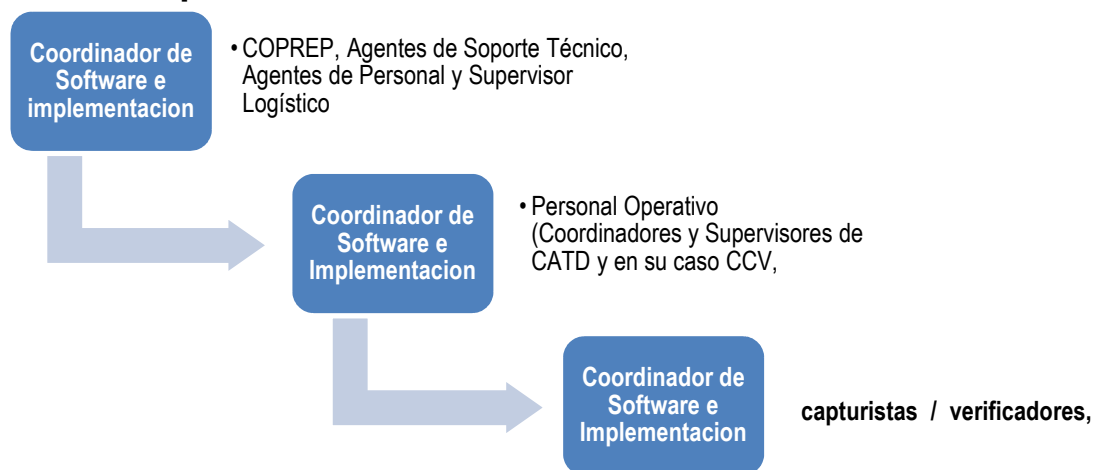 Coordinador de
Software e
implementacion
• COPREP, Agentes de Soporte Técnico,
Agentes de Personal y Supervisor
Logístico
Coordinador de
Software e
Implementacion
• Personal Operativo
(Coordinadores y Supervisores de
CATD y en su caso CCV,
Coordinador de
Software e
Implementacion
capturistas / verificadores,